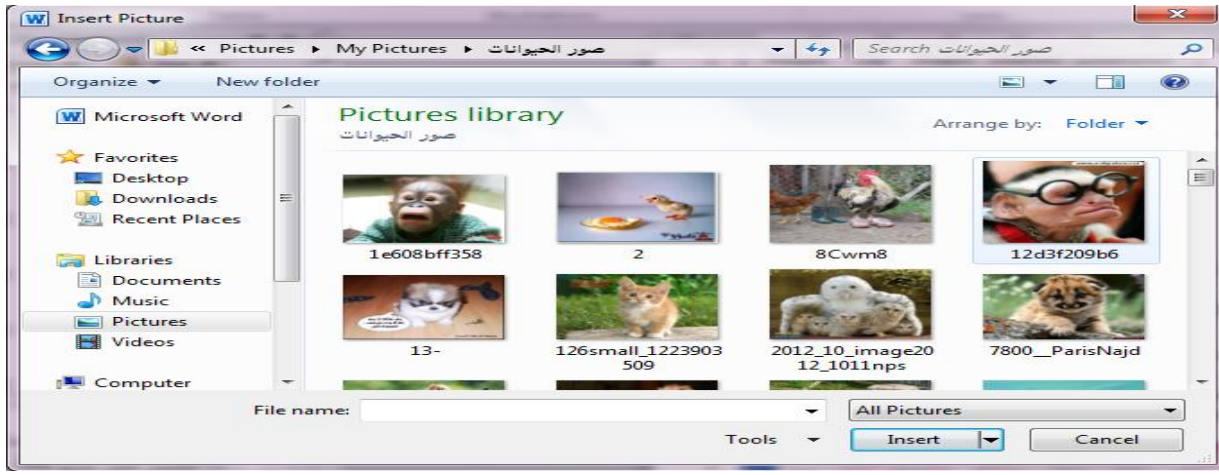 Insert Picture
« Pictures ▸ My Pictures ▸ صور الحيوانات
Search صور الحيوانات
Organize New folder
Microsoft Word
Favorites
Desktop
Downloads
Recent Places
Libraries
Documents
Music
Pictures
Videos
Computer
Pictures library
صور الحيوانات
Arrange by: Folder
1e608bff358
2
8Cwm8
12d3f209b6
13-
126small_1223903
509
2012_10_image20
12_1011nps
7800__ParisNajd
File name:
All Pictures
Tools Insert Cancel